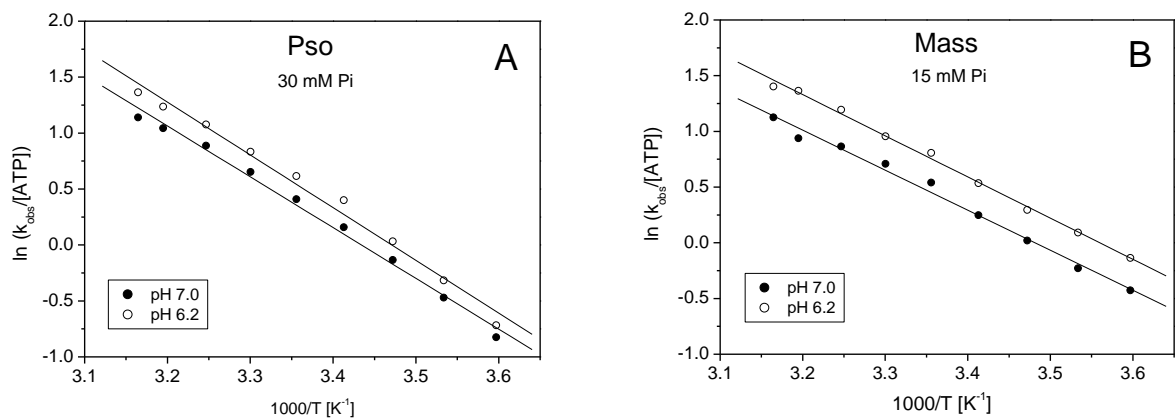 Pso
A
30 mM Pi
2.0
1.5
1.0
0.5
0.0
-0.5
-1.0
ln (k_obs/[ATP])
pH 7.0
pH 6.2
3.1 3.2 3.3 3.4 3.5 3.6
1000/T [K⁻¹]
Mass
B
15 mM Pi
2.0
1.5
1.0
0.5
0.0
-0.5
-1.0
ln (k_obs/[ATP])
pH 7.0
pH 6.2
3.1 3.2 3.3 3.4 3.5 3.6
1000/T [K⁻¹]